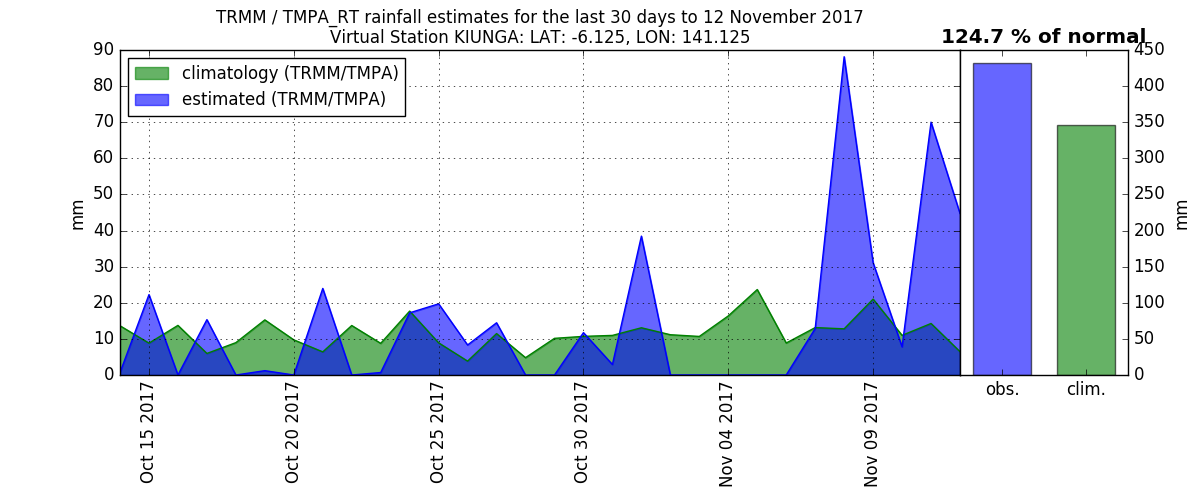 TRMM / TMPA_RT rainfall estimates for the last 30 days to 12 November 2017
Virtual Station KIUNGA: LAT: -6.125, LON: 141.125
124.7 % of normal
climatology (TRMM/TMPA)
estimated (TRMM/TMPA)
mm
90
80
70
60
50
40
30
20
10
0
Oct 15 2017
Oct 20 2017
Oct 25 2017
Oct 30 2017
Nov 04 2017
Nov 09 2017
obs.
clim.
450
400
350
300
250
200
150
100
50
0
mm